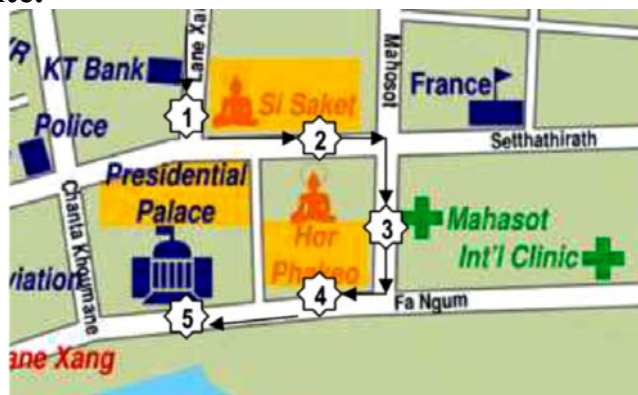 KT Bank
Lane Xa
Mahosot
Si Saket
France
Police
1
2
Setthathirath
Presidential
Palace
Chanta Khoumane
Hor
Phakeo
3
Mahasot
Int'l Clinic
viation
4
5
Fa Ngum
ane Xang